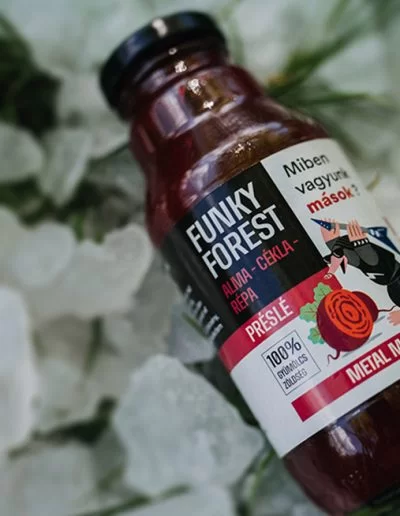 FUNKY
FOREST
ALMA - CÉKLA -
RÉPA
PRÉSLÉ
100%
GYÜMÖLCS
ZÖLDSÉG
Miben
vagyunk
mások?
METAL M